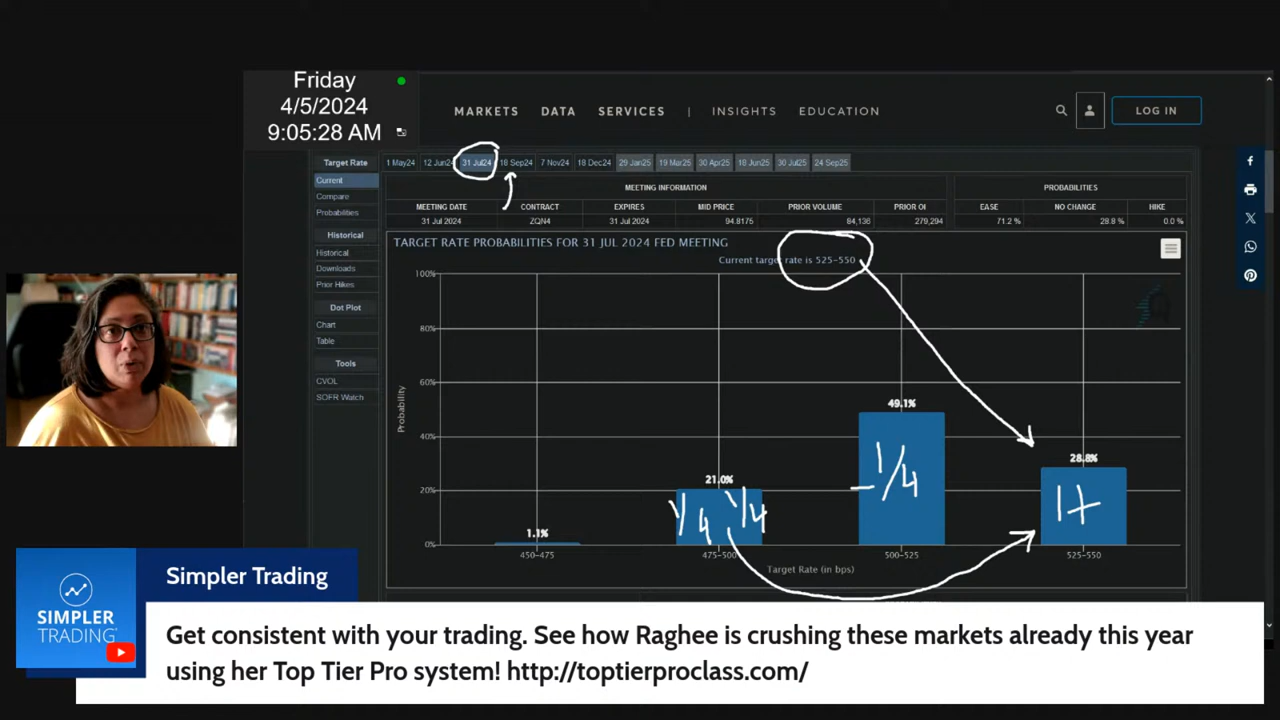 Friday
4/5/2024
9:05:28 AM
MARKETS DATA SERVICES | INSIGHTS EDUCATION
LOG IN
Target Rate
1 May24 12 Jun24 31 Jul24 18 Sep24 7 Nov24 18 Dec24 29 Jan25 19 Mar25 30 Apr25 18 Jun25 30 Jul25 24 Sep25
Current
Compare
Probabilities
Historical
Historical
Downloads
Prior Hikes
Dot Plot
Chart
Table
Tools
CVOL
SOFR Watch
MEETING INFORMATION
PROBABILITIES
MEETING DATE CONTRACT EXPIRES MID PRICE PRIOR VOLUME PRIOR OI
EASE NO CHANGE HIKE
31 Jul 2024 ZQN4 31 Jul 2024 94.8175 84,136 279,294
71.2 % 28.8 % 0.0 %
TARGET RATE PROBABILITIES FOR 31 JUL 2024 FED MEETING
Current target rate is 525-550
100%
80%
60%
40%
20%
0%
Probability
1.1%
21.0%
49.1%
28.8%
1/4 1/4
-1/4
450-475
475-500
500-525
525-550
Target Rate (in bps)
SIMPLER
TRADING
Simpler Trading
Get consistent with your trading. See how Raghee is crushing these markets already this year
using her Top Tier Pro system! http://toptierproclass.com/